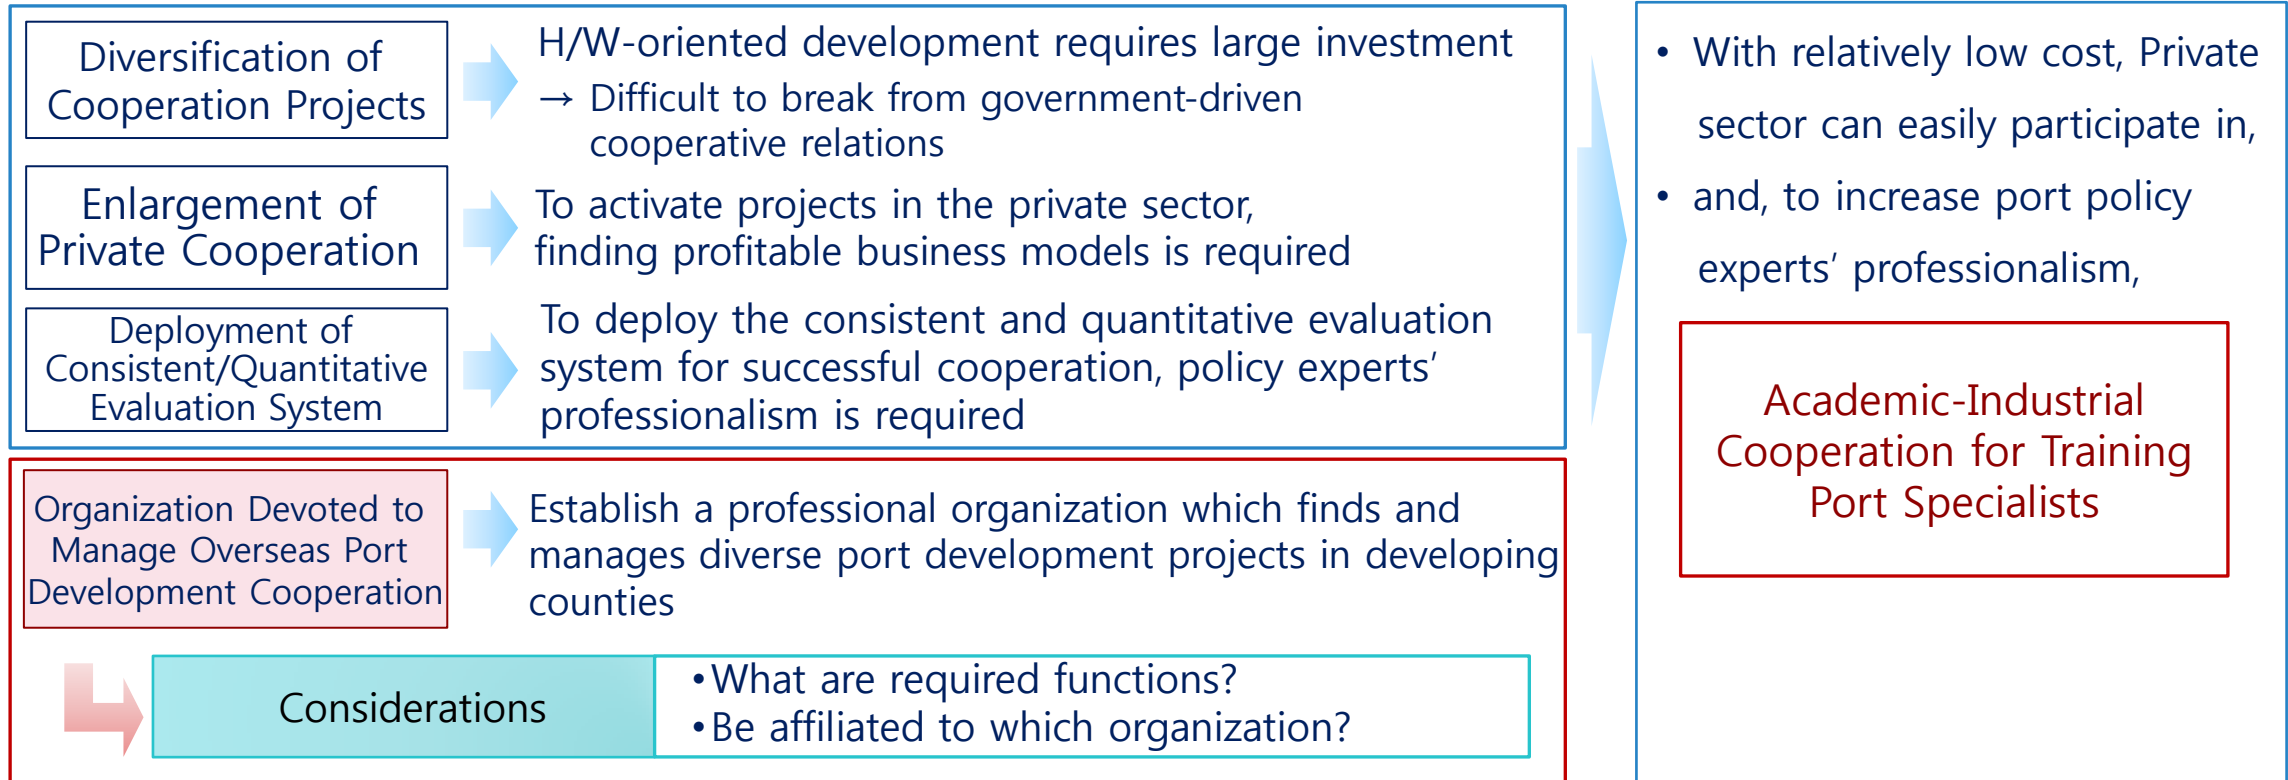 Diversification of
Cooperation Projects
H/W-oriented development requires large investment
→ Difficult to break from government-driven
cooperative relations
Enlargement of
Private Cooperation
To activate projects in the private sector,
finding profitable business models is required
Deployment of
Consistent/Quantitative
Evaluation System
To deploy the consistent and quantitative evaluation
system for successful cooperation, policy experts’
professionalism is required
Organization Devoted to
Manage Overseas Port
Development Cooperation
Establish a professional organization which finds and
manages diverse port development projects in developing
counties
Considerations
•What are required functions?
•Be affiliated to which organization?
• With relatively low cost, Private
sector can easily participate in,
• and, to increase port policy
experts’ professionalism,
Academic-Industrial
Cooperation for Training
Port Specialists